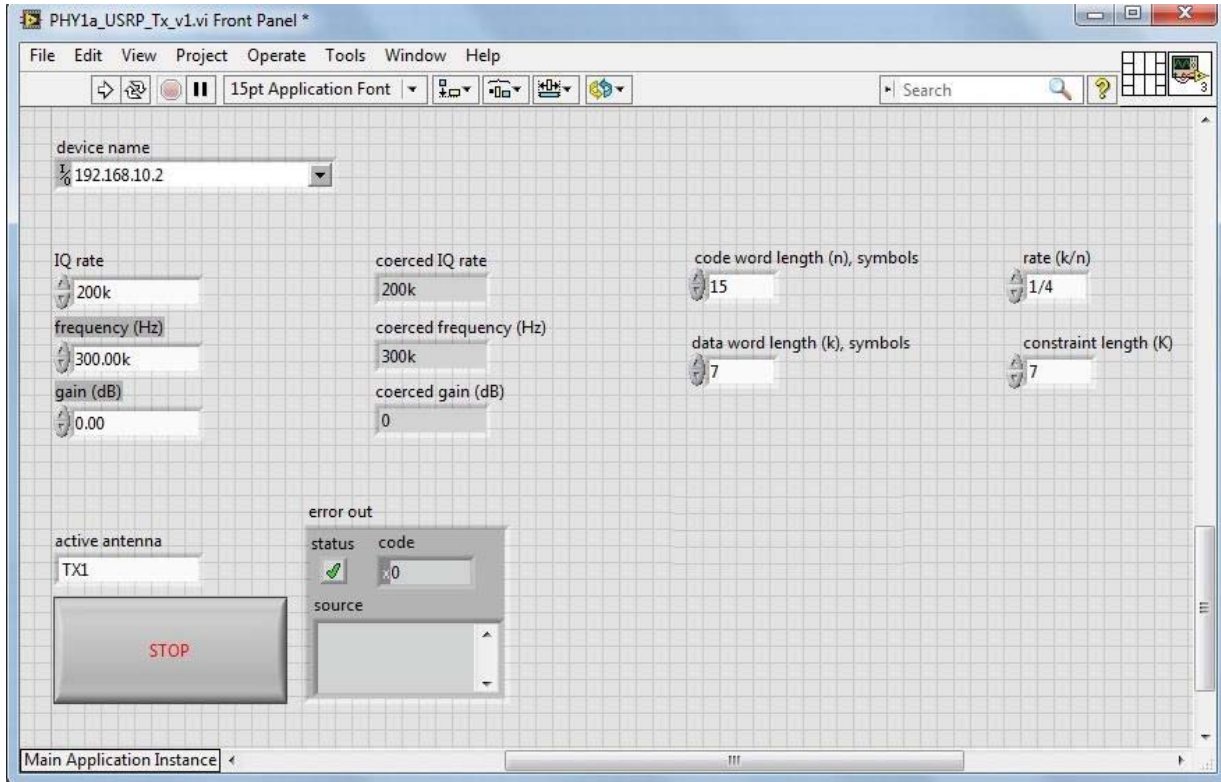 PHY1a_USRP_Tx_v1.vi Front Panel *
File Edit View Project Operate Tools Window Help
15pt Application Font
Search
3
device name
192.168.10.2
IQ rate
200k
coerced IQ rate
200k
code word length (n), symbols
15
rate (k/n)
1/4
frequency (Hz)
300.00k
coerced frequency (Hz)
300k
data word length (k), symbols
7
constraint length (K)
7
gain (dB)
0.00
coerced gain (dB)
0
active antenna
TX1
STOP
error out
status code
x0
source
Main Application Instance